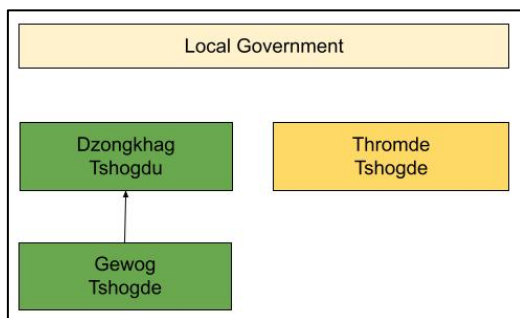 Local Government
Dzongkhag
Tshogdu
Thromde
Tshogde
Gewog
Tshogde